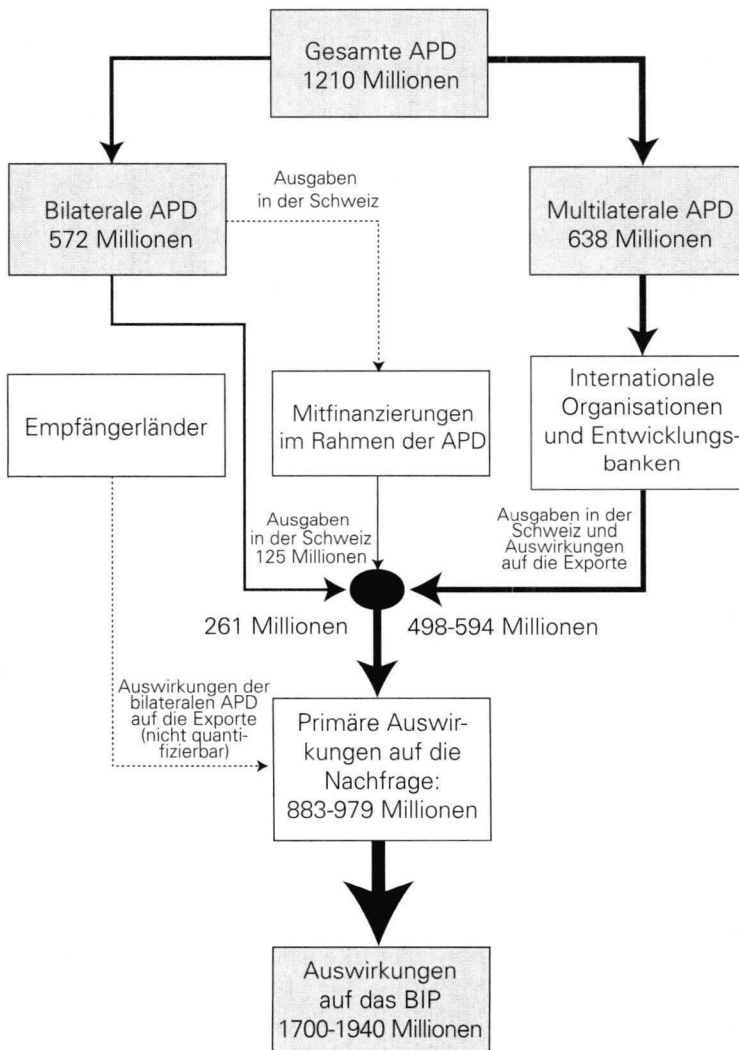 Gesamte APD
1210 Millionen
Ausgaben
in der Schweiz
Bilaterale APD
572 Millionen
Multilaterale APD
638 Millionen
Empfängerländer
Mitfinanzierungen
im Rahmen der APD
Internationale
Organisationen
und Entwicklungs-
banken
Ausgaben
in der Schweiz
125 Millionen
Ausgaben in der
Schweiz und
Auswirkungen
auf die Exporte
261 Millionen
498-594 Millionen
Auswirkungen der
bilateralen APD
auf die Exporte
(nicht quanti-
fizierbar)
Primäre Auswir-
kungen auf die
Nachfrage:
883-979 Millionen
Auswirkungen
auf das BIP
1700-1940 Millionen